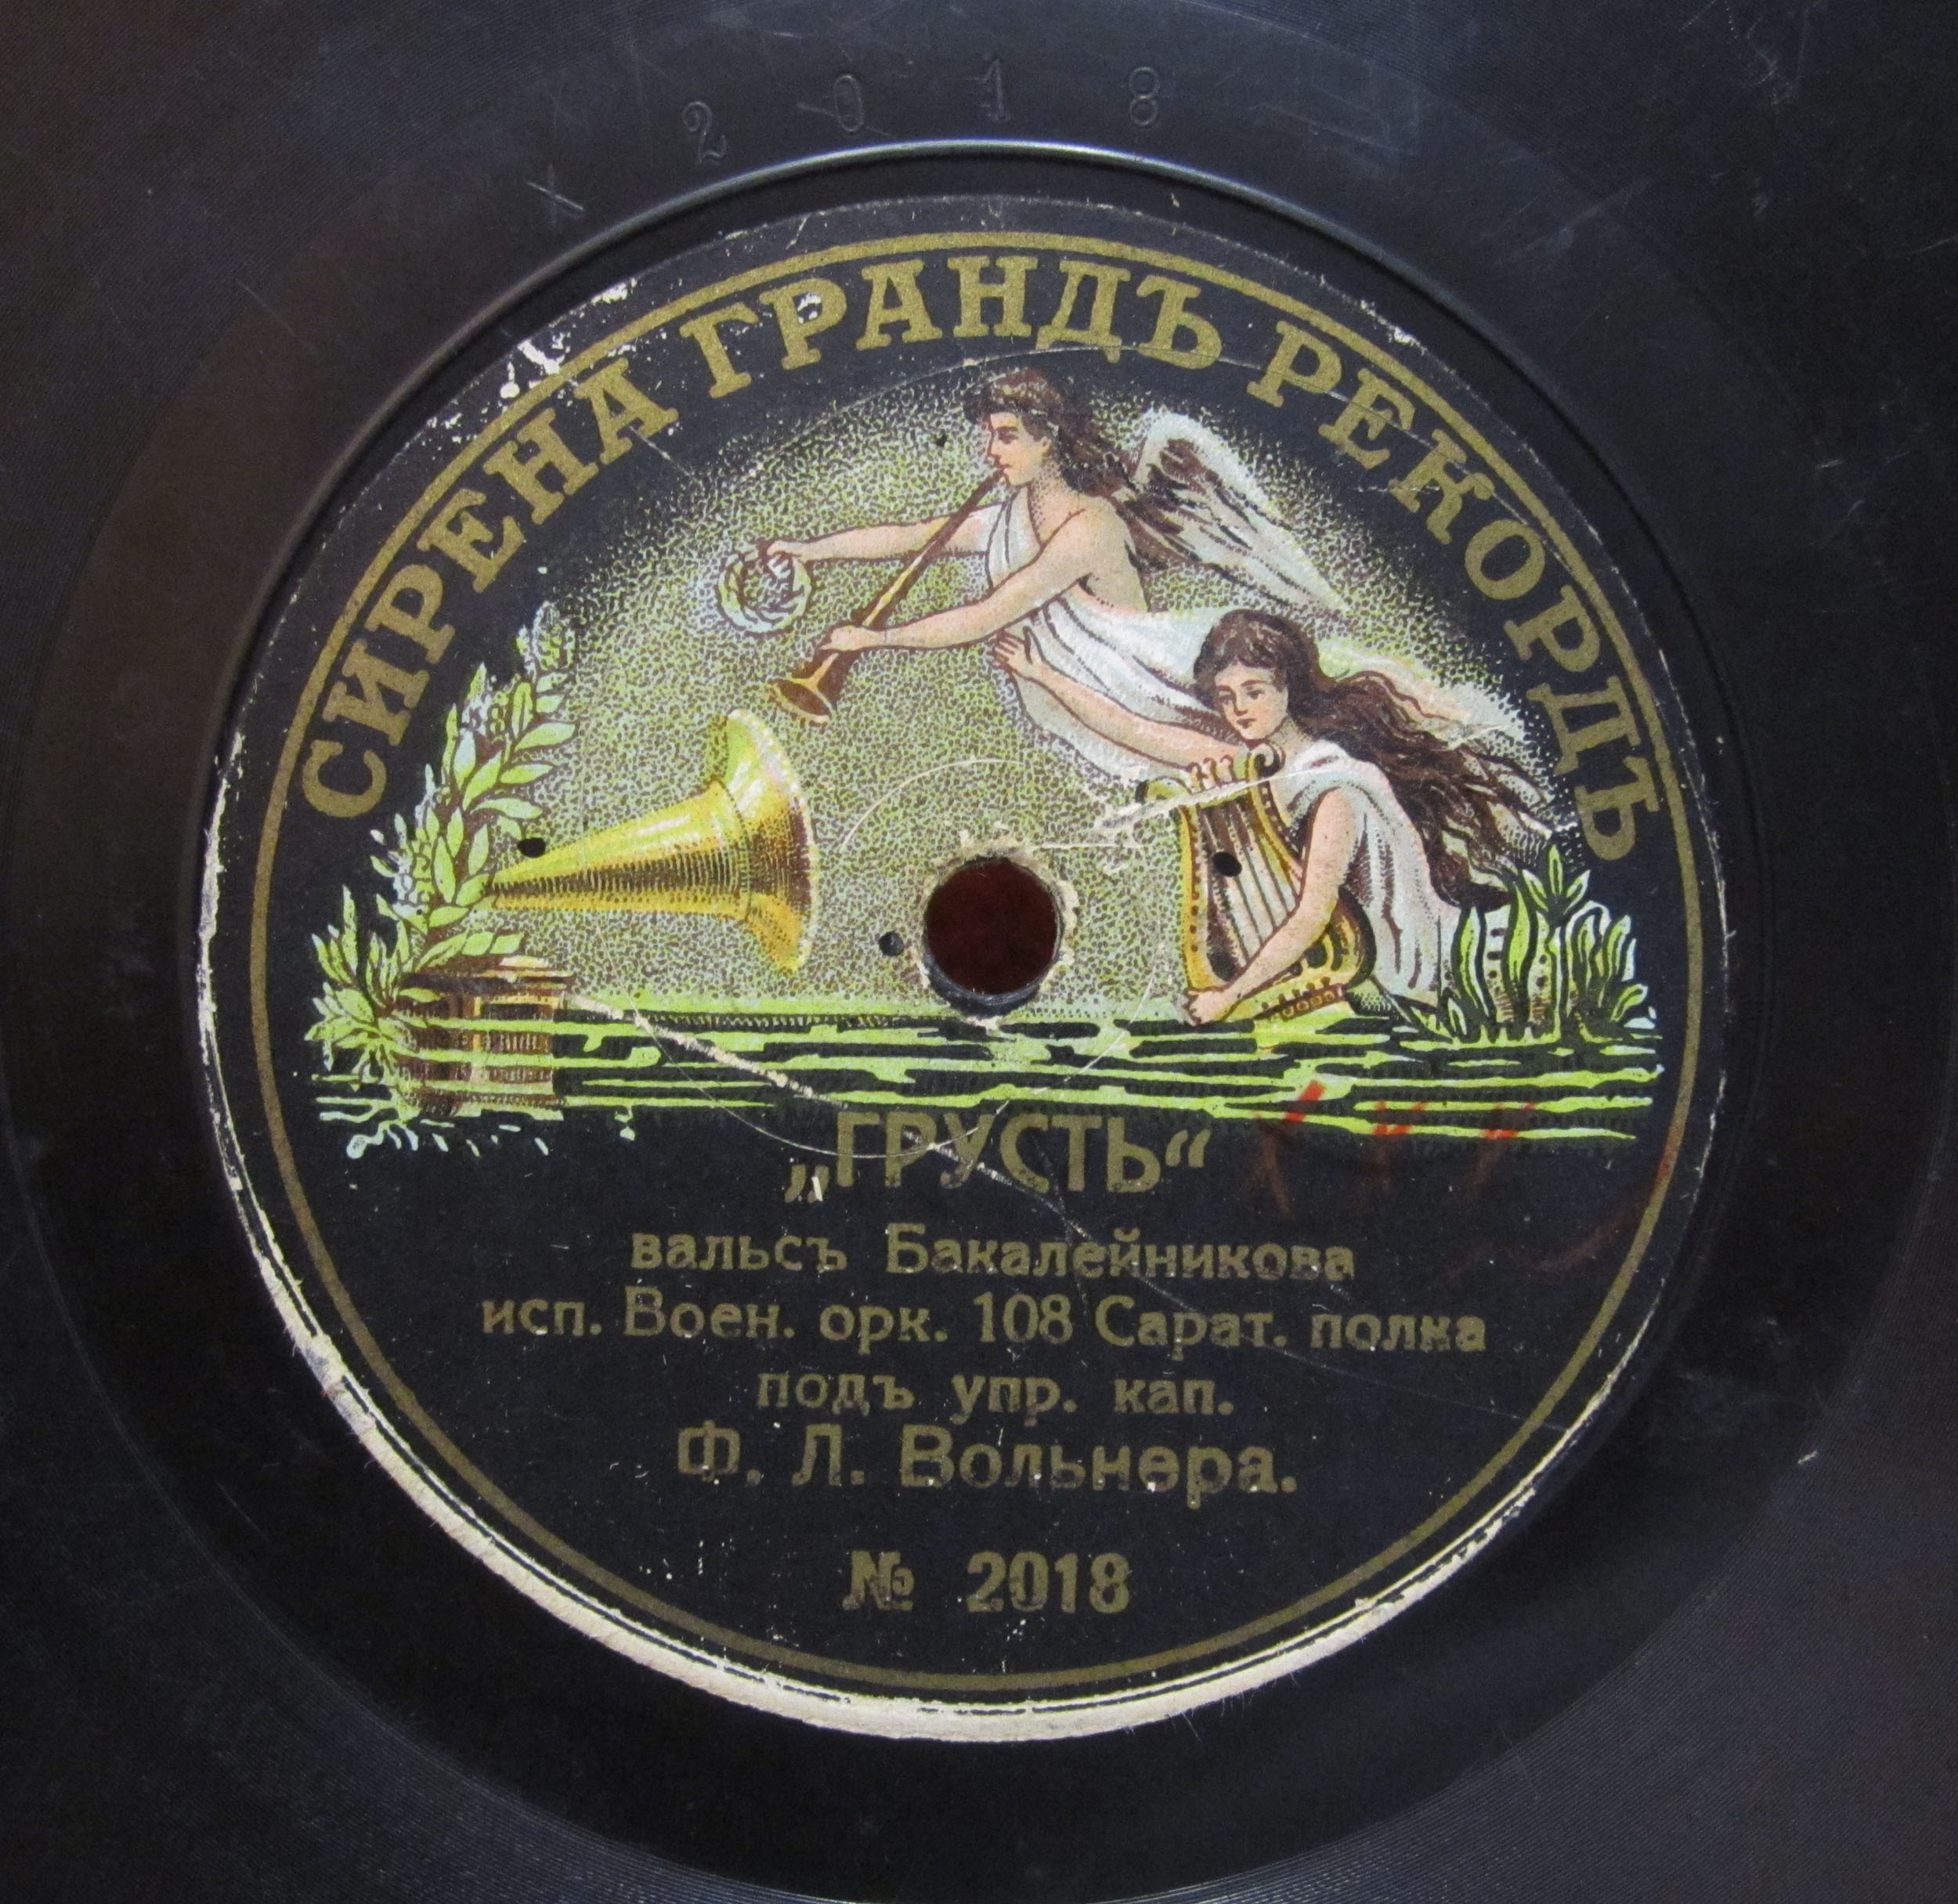 2018
СИРЕНА ГРАНДЪ РЕКОРДЪ
„ГРУСТЬ“
вальсъ Бакалейникова
исп. Воен. орк. 108 Сарат. полка
подъ упр. кап.
Ф. Л. Вольнера.
№ 2018